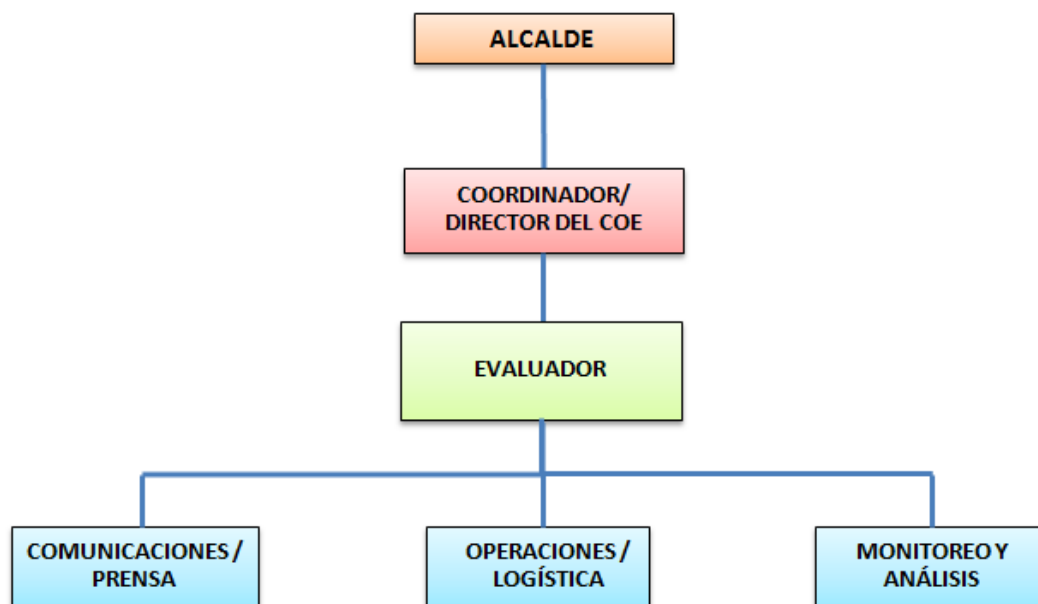 ALCALDE
COORDINADOR/
DIRECTOR DEL COE
EVALUADOR
COMUNICACIONES /
PRENSA
OPERACIONES /
LOGÍSTICA
MONITOREO Y
ANÁLISIS